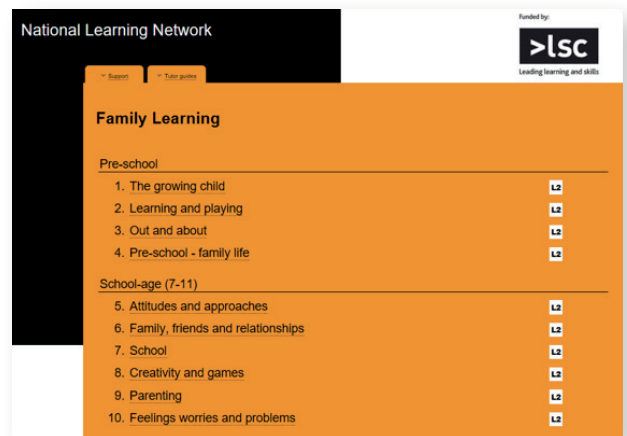 Funded by:
National Learning Network
>lsc
Leading learning and skills
Support
Tutor guides
Family Learning
Pre-school
1. The growing child L2
2. Learning and playing L2
3. Out and about L2
4. Pre-school - family life L2
School-age (7-11)
5. Attitudes and approaches L2
6. Family, friends and relationships L2
7. School L2
8. Creativity and games L2
9. Parenting L2
10. Feelings worries and problems L2